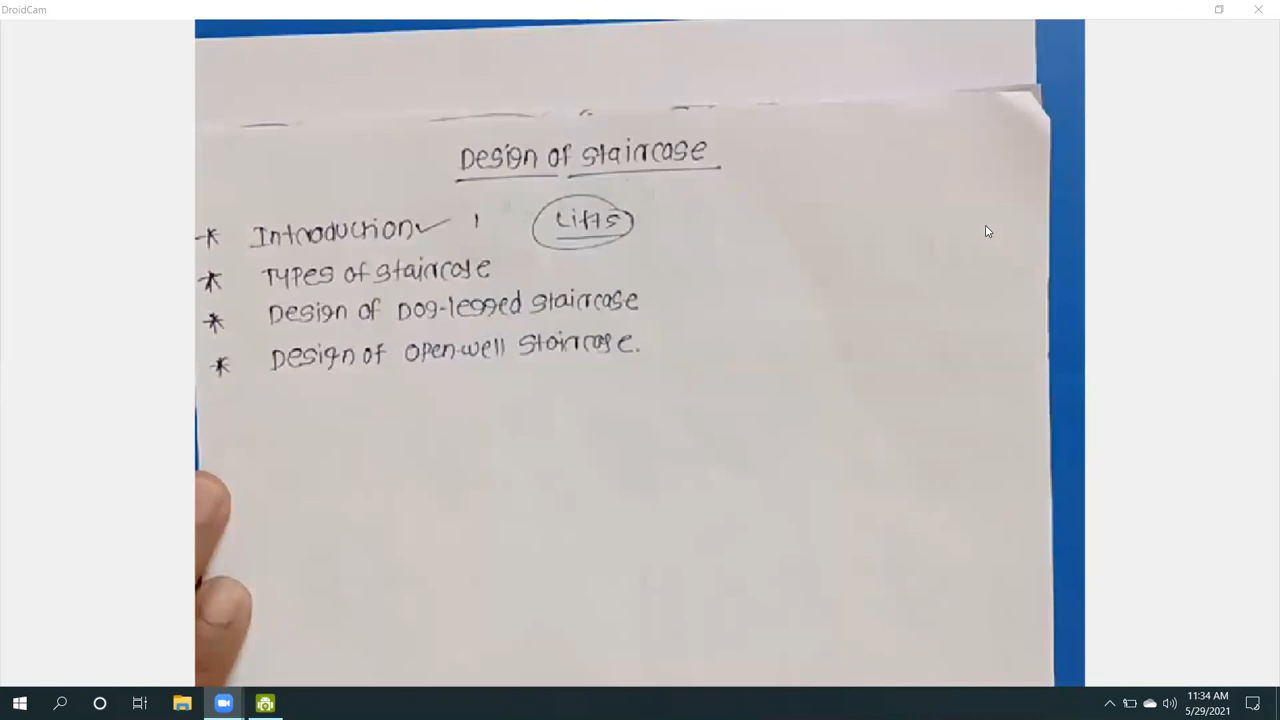 DroidCam
Design of staircase
* Introduction ✓ Lifts
* Types of staircase
* Design of Dog-legged staircase
* Design of open-well staircase.
11:34 AM
5/29/2021